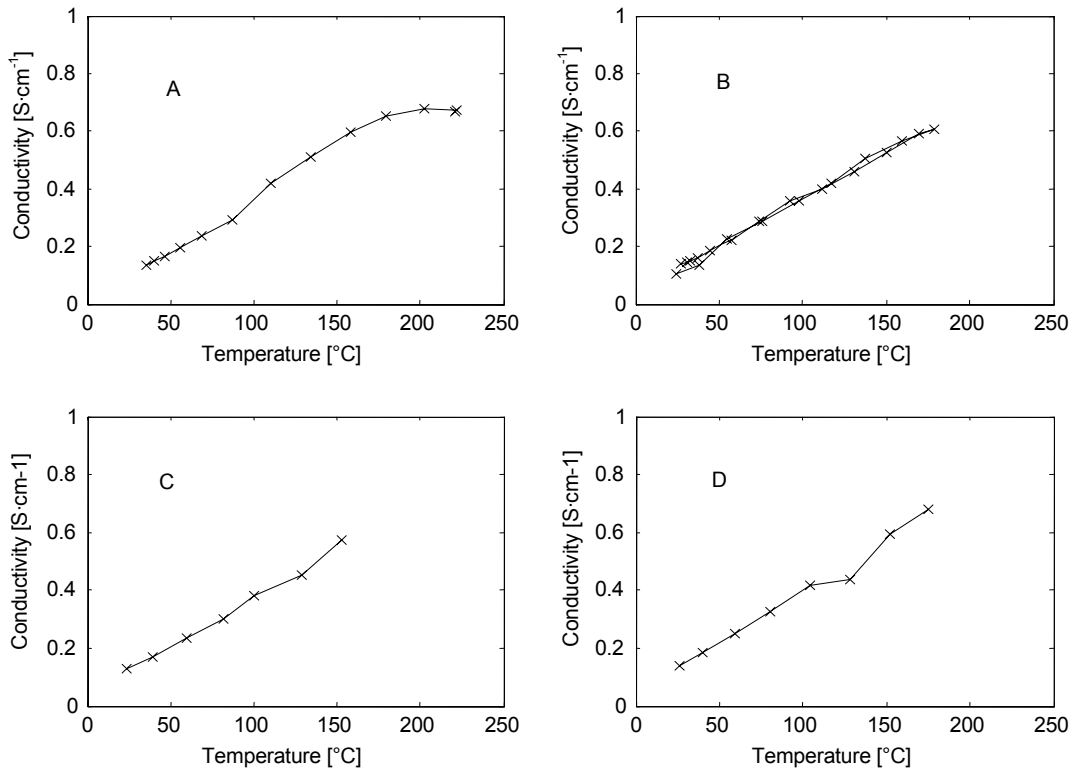 1
0.8
0.6
0.4
0.2
0
Conductivity [S·cm⁻¹]
A
0 50 100 150 200 250
Temperature [°C]
1
0.8
0.6
0.4
0.2
0
Conductivity [S·cm⁻¹]
B
0 50 100 150 200 250
Temperature [°C]
1
0.8
0.6
0.4
0.2
0
Conductivity [S·cm-1]
C
0 50 100 150 200 250
Temperature [°C]
1
0.8
0.6
0.4
0.2
0
Conductivity [S·cm-1]
D
0 50 100 150 200 250
Temperature [°C]